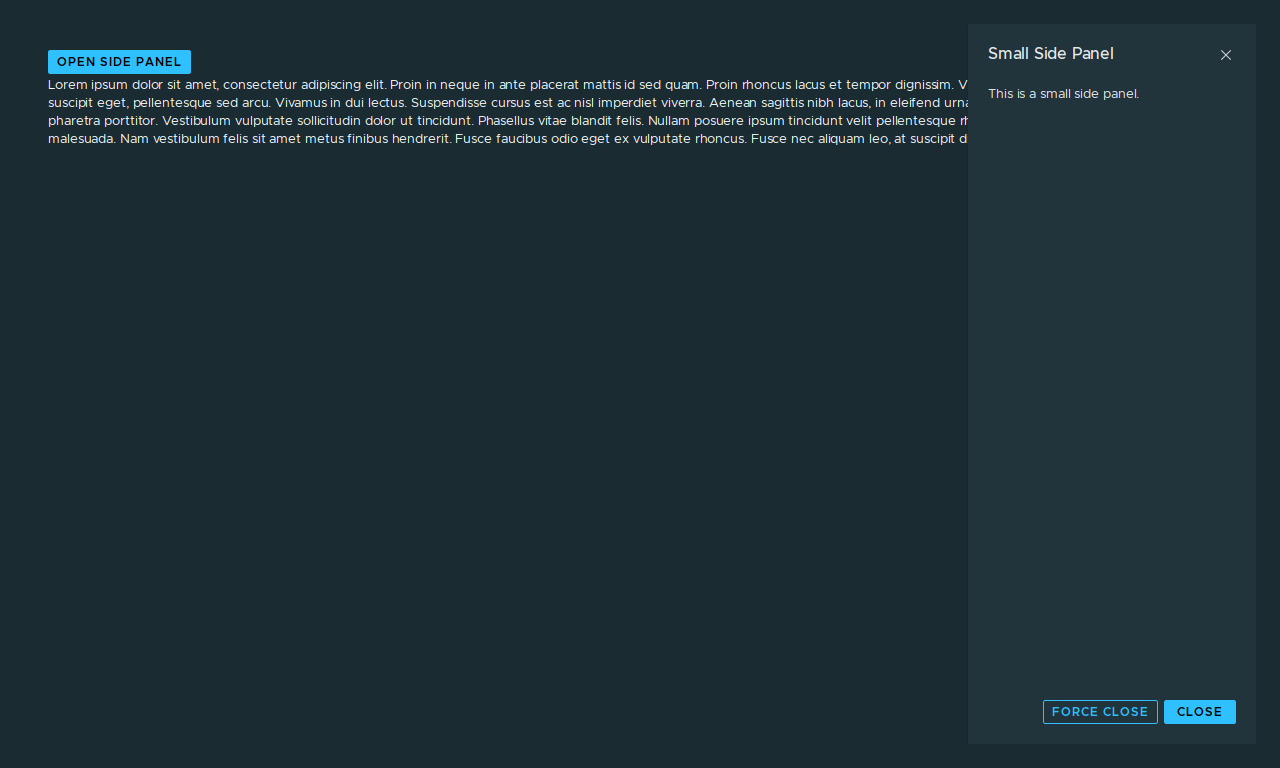 OPEN SIDE PANEL
Lorem ipsum dolor sit amet, consectetur adipiscing elit. Proin in neque in ante placerat mattis id sed quam. Proin rhoncus lacus et tempor dignissim.
suscipit eget, pellentesque sed arcu. Vivamus in dui lectus. Suspendisse cursus est ac nisl imperdiet viverra. Aenean sagittis nibh lacus, in eleifend urna
pharetra porttitor. Vestibulum vulputate sollicitudin dolor ut tincidunt. Phasellus vitae blandit felis. Nullam posuere ipsum tincidunt velit pellentesque
malesuada. Nam vestibulum felis sit amet metus finibus hendrerit. Fusce faucibus odio eget ex vulputate rhoncus. Fusce nec aliquam leo, at suscipit
Small Side Panel
This is a small side panel.
FORCE CLOSE
CLOSE